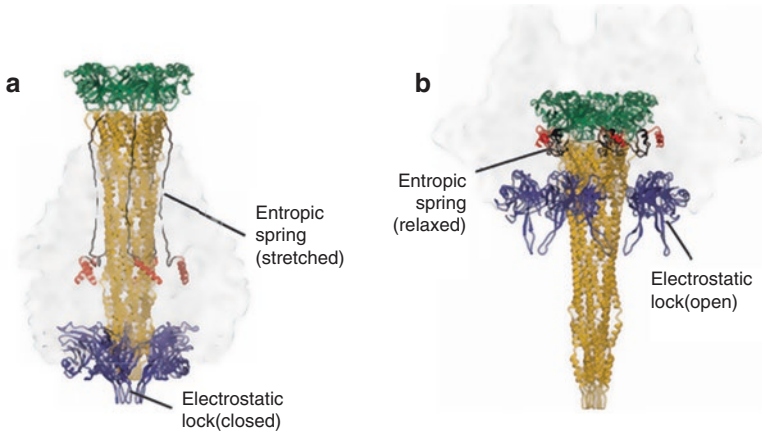 a
Entropic
spring
(stretched)
Electrostatic
lock(closed)
b
Entropic
spring
(relaxed)
Electrostatic
lock(open)